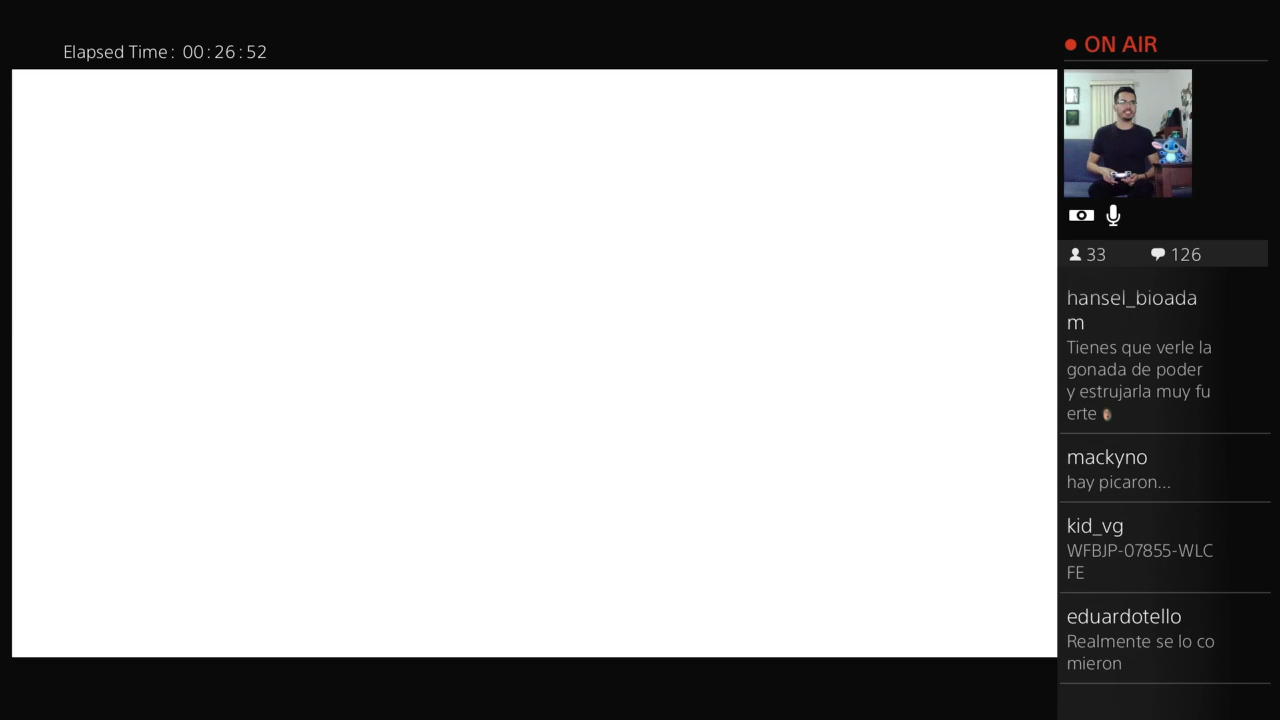 Elapsed Time: 00:26:52
ON AIR
33 126
hansel_bioada
m
Tienes que verle la
gonada de poder
y estrujarla muy fu
erte
mackyno
hay picaron...
kid_vg
WFBJP-07855-WLC
FE
eduardotello
Realmente se lo co
mieron